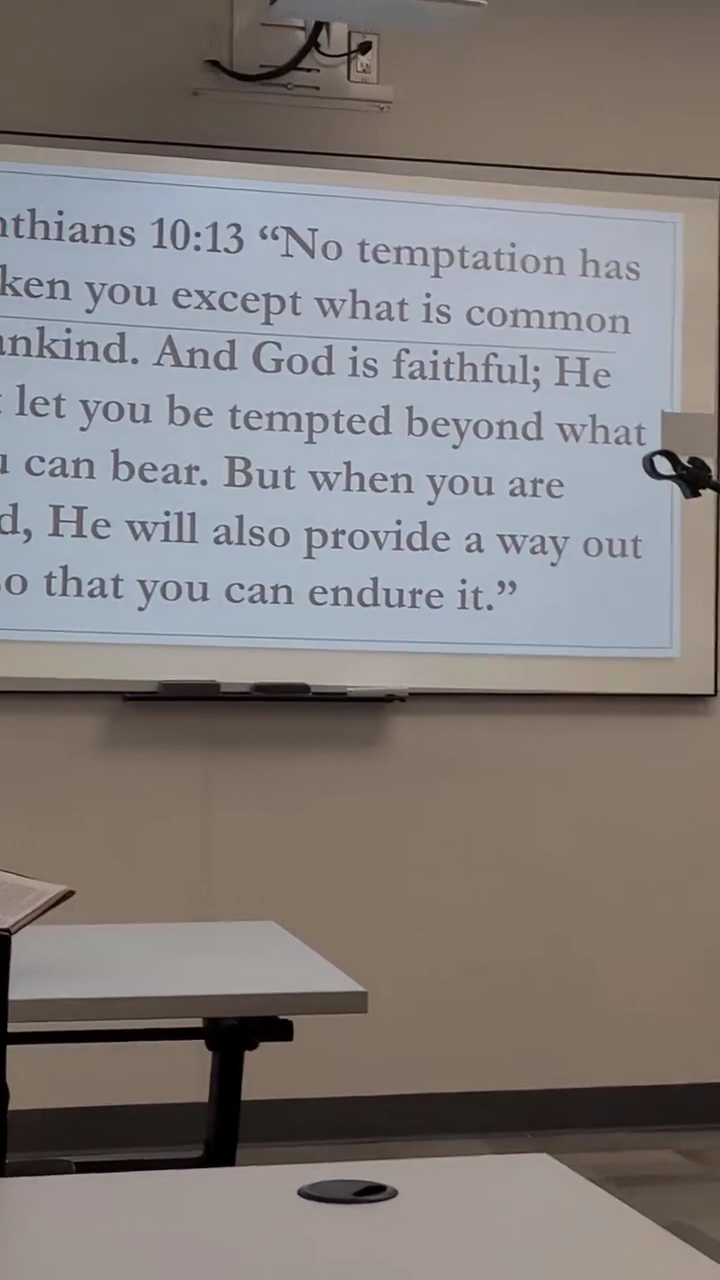 nthians 10:13 “No temptation has
ken you except what is common
ankind. And God is faithful; He
let you be tempted beyond what
can bear. But when you are
d, He will also provide a way out
o that you can endure it.”